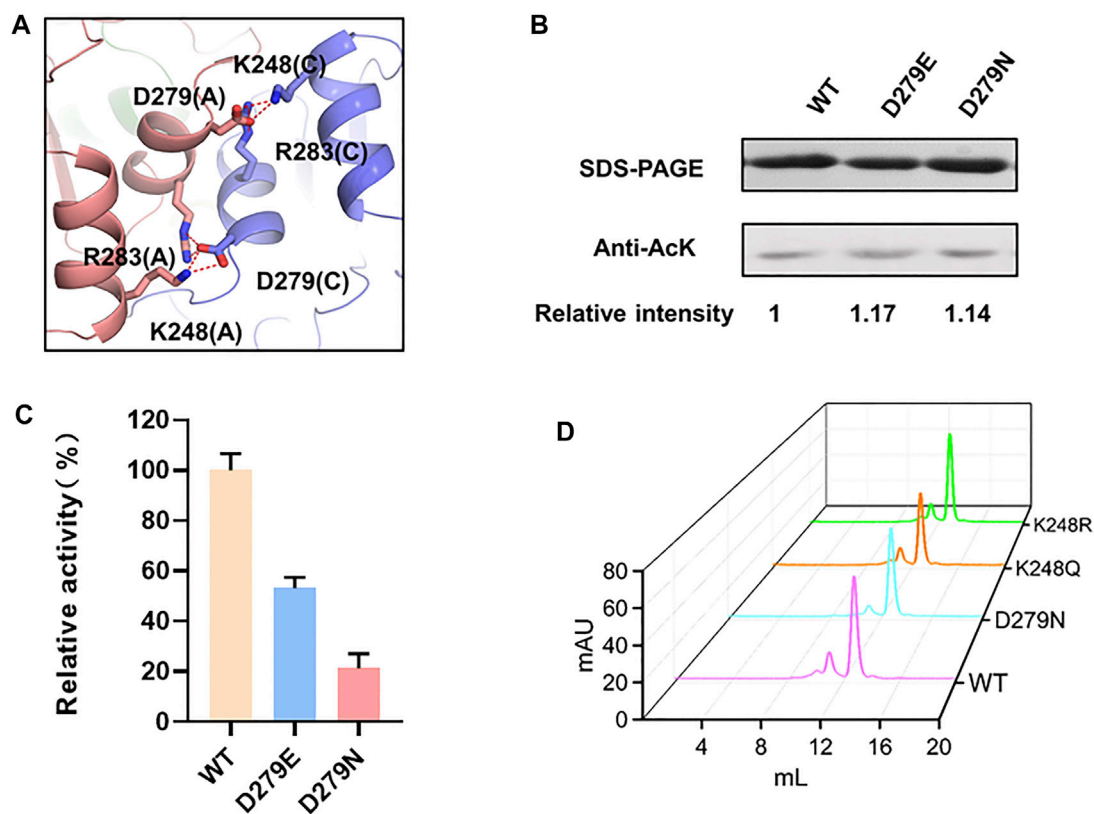 A
K248(C)
D279(A)
R283(C)
R283(A)
D279(C)
K248(A)
B
WT D279E D279N
SDS-PAGE
Anti-AcK
Relative intensity 1 1.17 1.14
C
Relative activity( %)
120
100
80
60
40
20
0
WT D279E D279N
D
K248R
K248Q
D279N
WT
mAU
80
60
40
20
0
4 8 12 16 20
mL